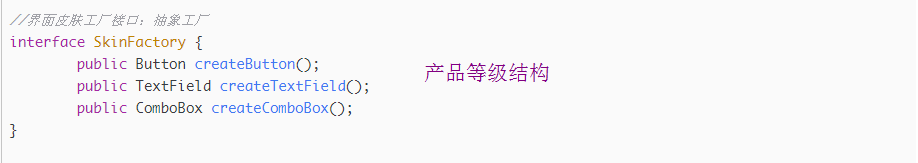 //界面皮肤工厂接口：抽象工厂
interface SkinFactory {
public Button createButton();
产品等级结构
public TextField createTextField();
public ComboBox createComboBox();
}